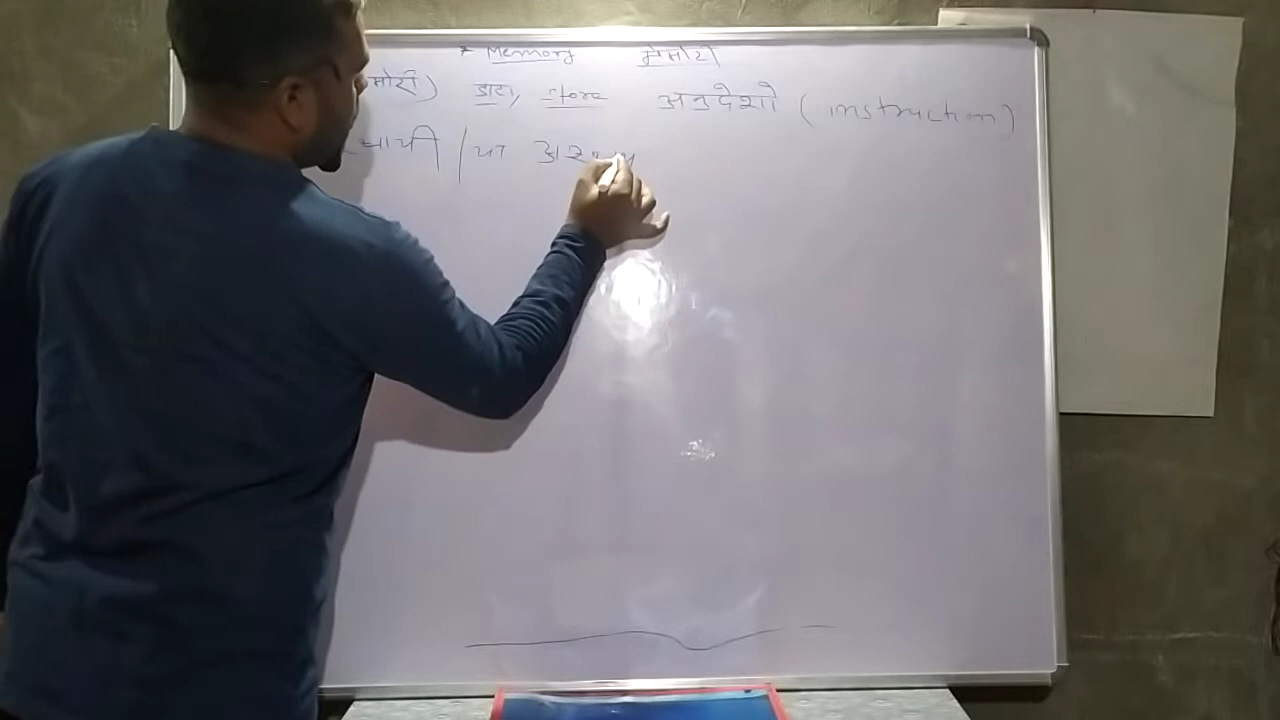 * Memory मेमोरी
मोरी) डाटा, store अनुदेशो (instruction)
स्थायी / या अस्थाय